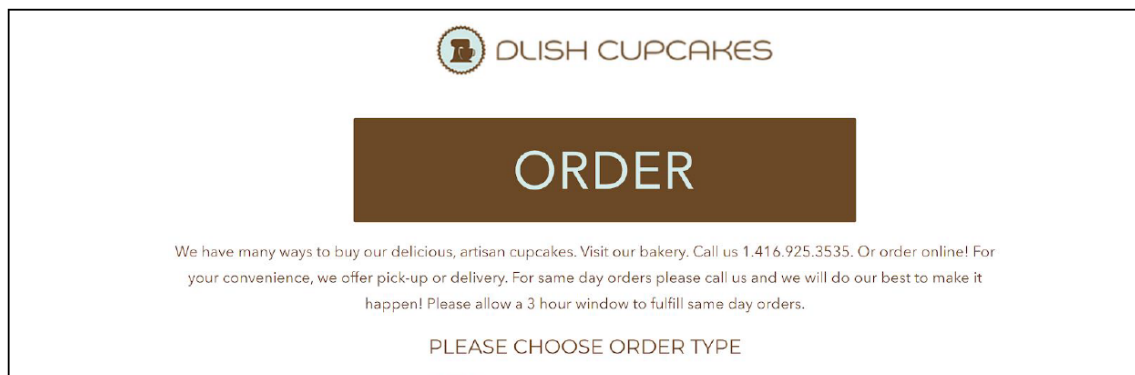 DLISH CUPCAKES
ORDER
We have many ways to buy our delicious, artisan cupcakes. Visit our bakery. Call us 1.416.925.3535. Or order online! For
your convenience, we offer pick-up or delivery. For same day orders please call us and we will do our best to make it
happen! Please allow a 3 hour window to fulfill same day orders.
PLEASE CHOOSE ORDER TYPE